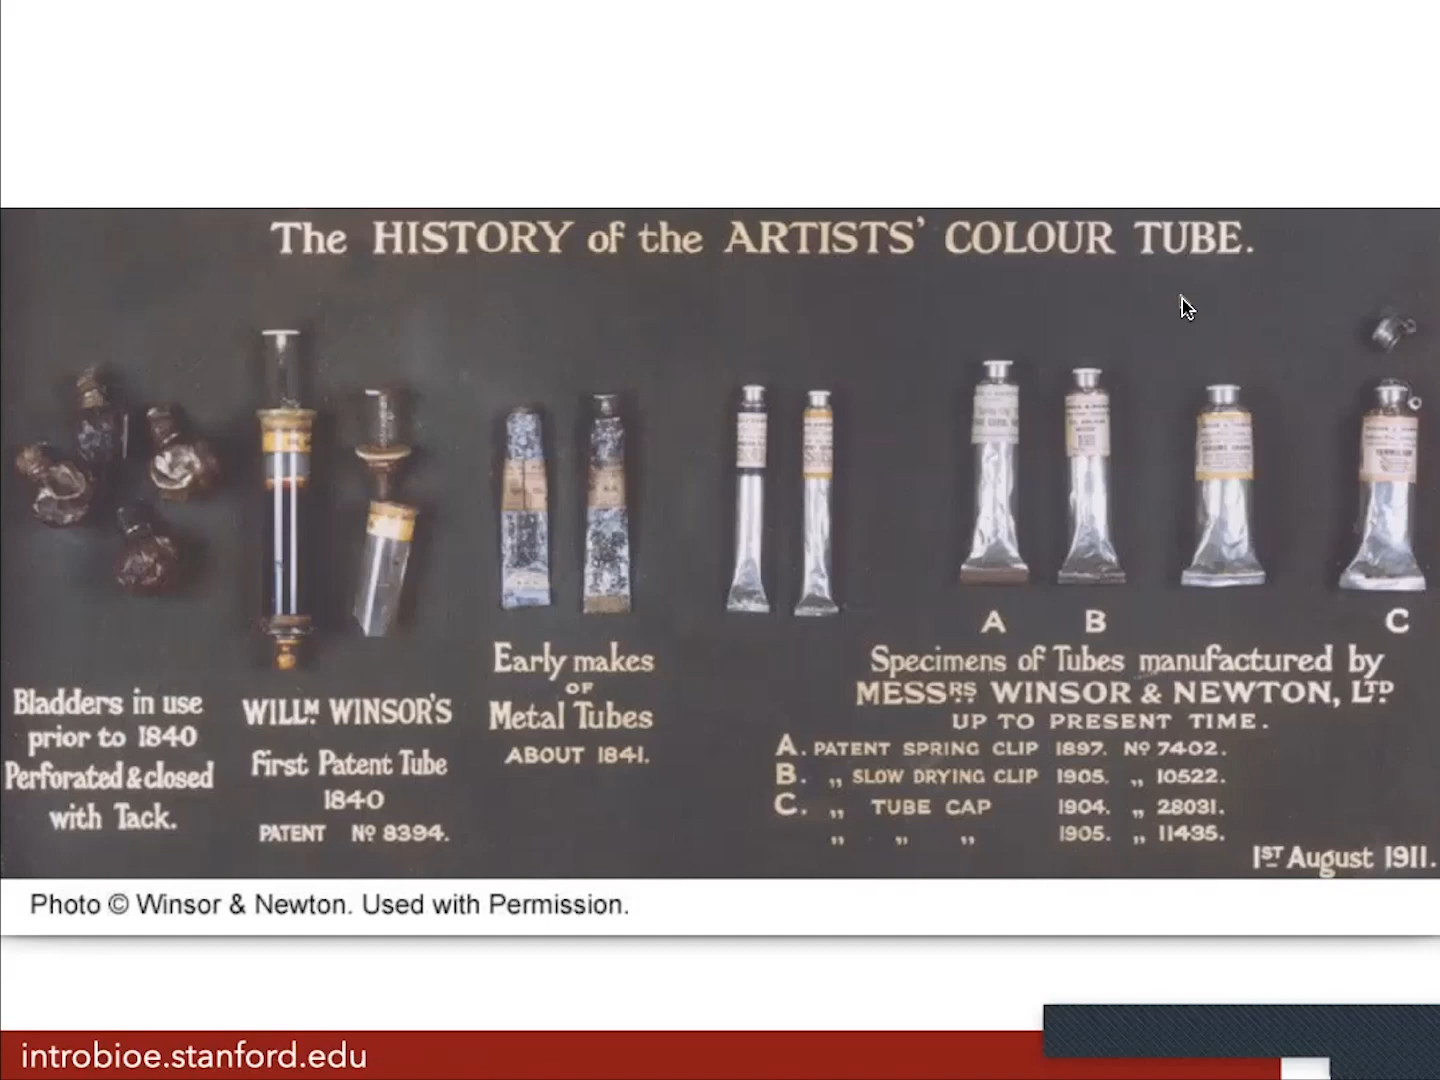 The HISTORY of the ARTISTS' COLOUR TUBE.
Bladders in use
prior to 1840
Perforated & closed
with Tack.
WILLM. WINSOR'S
First Patent Tube
1840
PATENT No 8394.
Early makes
OF
Metal Tubes
ABOUT 1841.
A B C
Specimens of Tubes manufactured by
MESSRS WINSOR & NEWTON, LTD
UP TO PRESENT TIME.
A. PATENT SPRING CLIP 1897. No 7402.
B. „ SLOW DRYING CLIP 1905. „ 10522.
C. „ TUBE CAP 1904. „ 28031.
„ „ „ 1905. „ 11435.
1ST August 1911.
Photo © Winsor & Newton. Used with Permission.
introbioe.stanford.edu